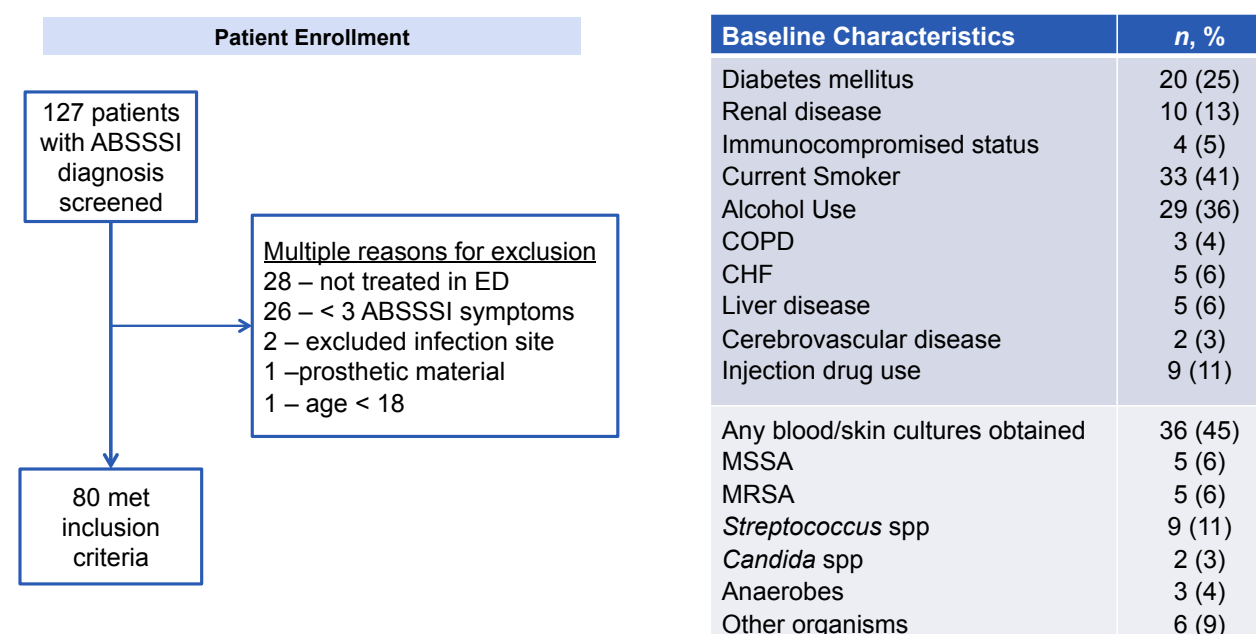 Patient Enrollment
127 patients
with ABSSSI
diagnosis
screened
Multiple reasons for exclusion
28 – not treated in ED
26 – < 3 ABSSSI symptoms
2 – excluded infection site
1 –prosthetic material
1 – age < 18
80 met
inclusion
criteria
Baseline Characteristics n, %
Diabetes mellitus 20 (25)
Renal disease 10 (13)
Immunocompromised status 4 (5)
Current Smoker 33 (41)
Alcohol Use 29 (36)
COPD 3 (4)
CHF 5 (6)
Liver disease 5 (6)
Cerebrovascular disease 2 (3)
Injection drug use 9 (11)
Any blood/skin cultures obtained 36 (45)
MSSA 5 (6)
MRSA 5 (6)
Streptococcus spp 9 (11)
Candida spp 2 (3)
Anaerobes 3 (4)
Other organisms 6 (9)